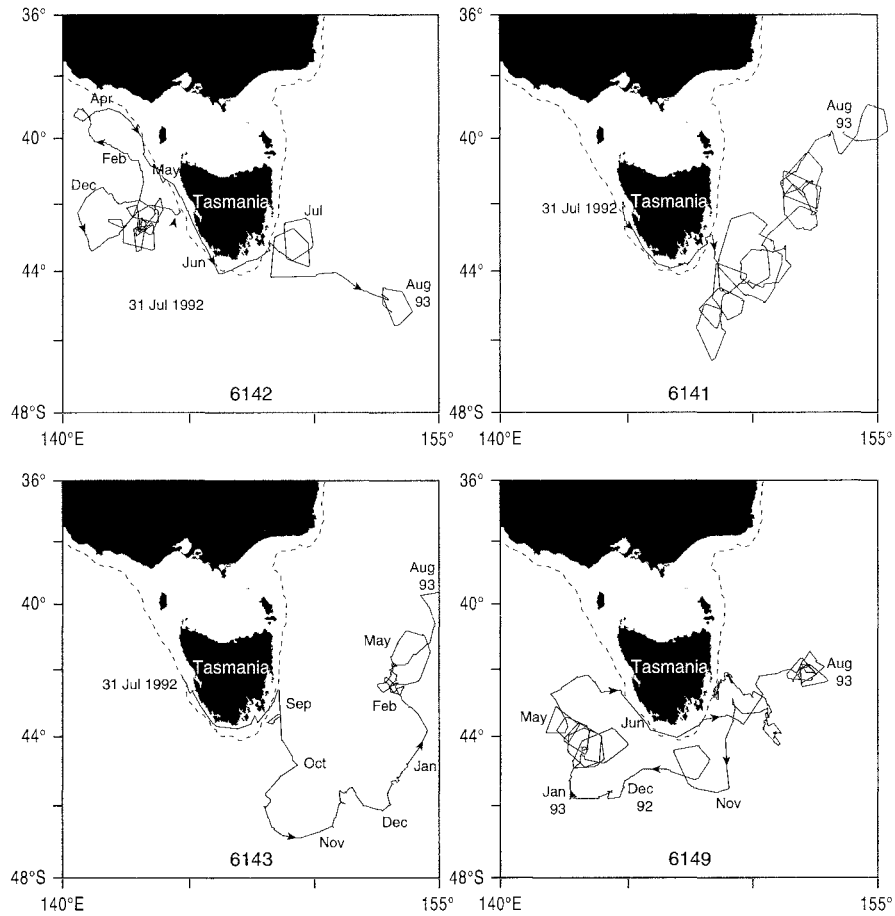 36°
40°
44°
48°S
140°E
155°
Apr
Feb
Dec
May
Tasmania
Jul
Jun
31 Jul 1992
Aug
93
6142
36°
40°
44°
48°S
140°E
155°
Aug
93
Tasmania
31 Jul 1992
6141
36°
40°
44°
48°S
140°E
155°
Aug
93
May
Tasmania
31 Jul 1992
Feb
Sep
Oct
Jan
Dec
Nov
6143
36°
40°
44°
48°S
140°E
155°
Tasmania
Aug
93
May
Jun
Jan
93
Dec
92
Nov
6149